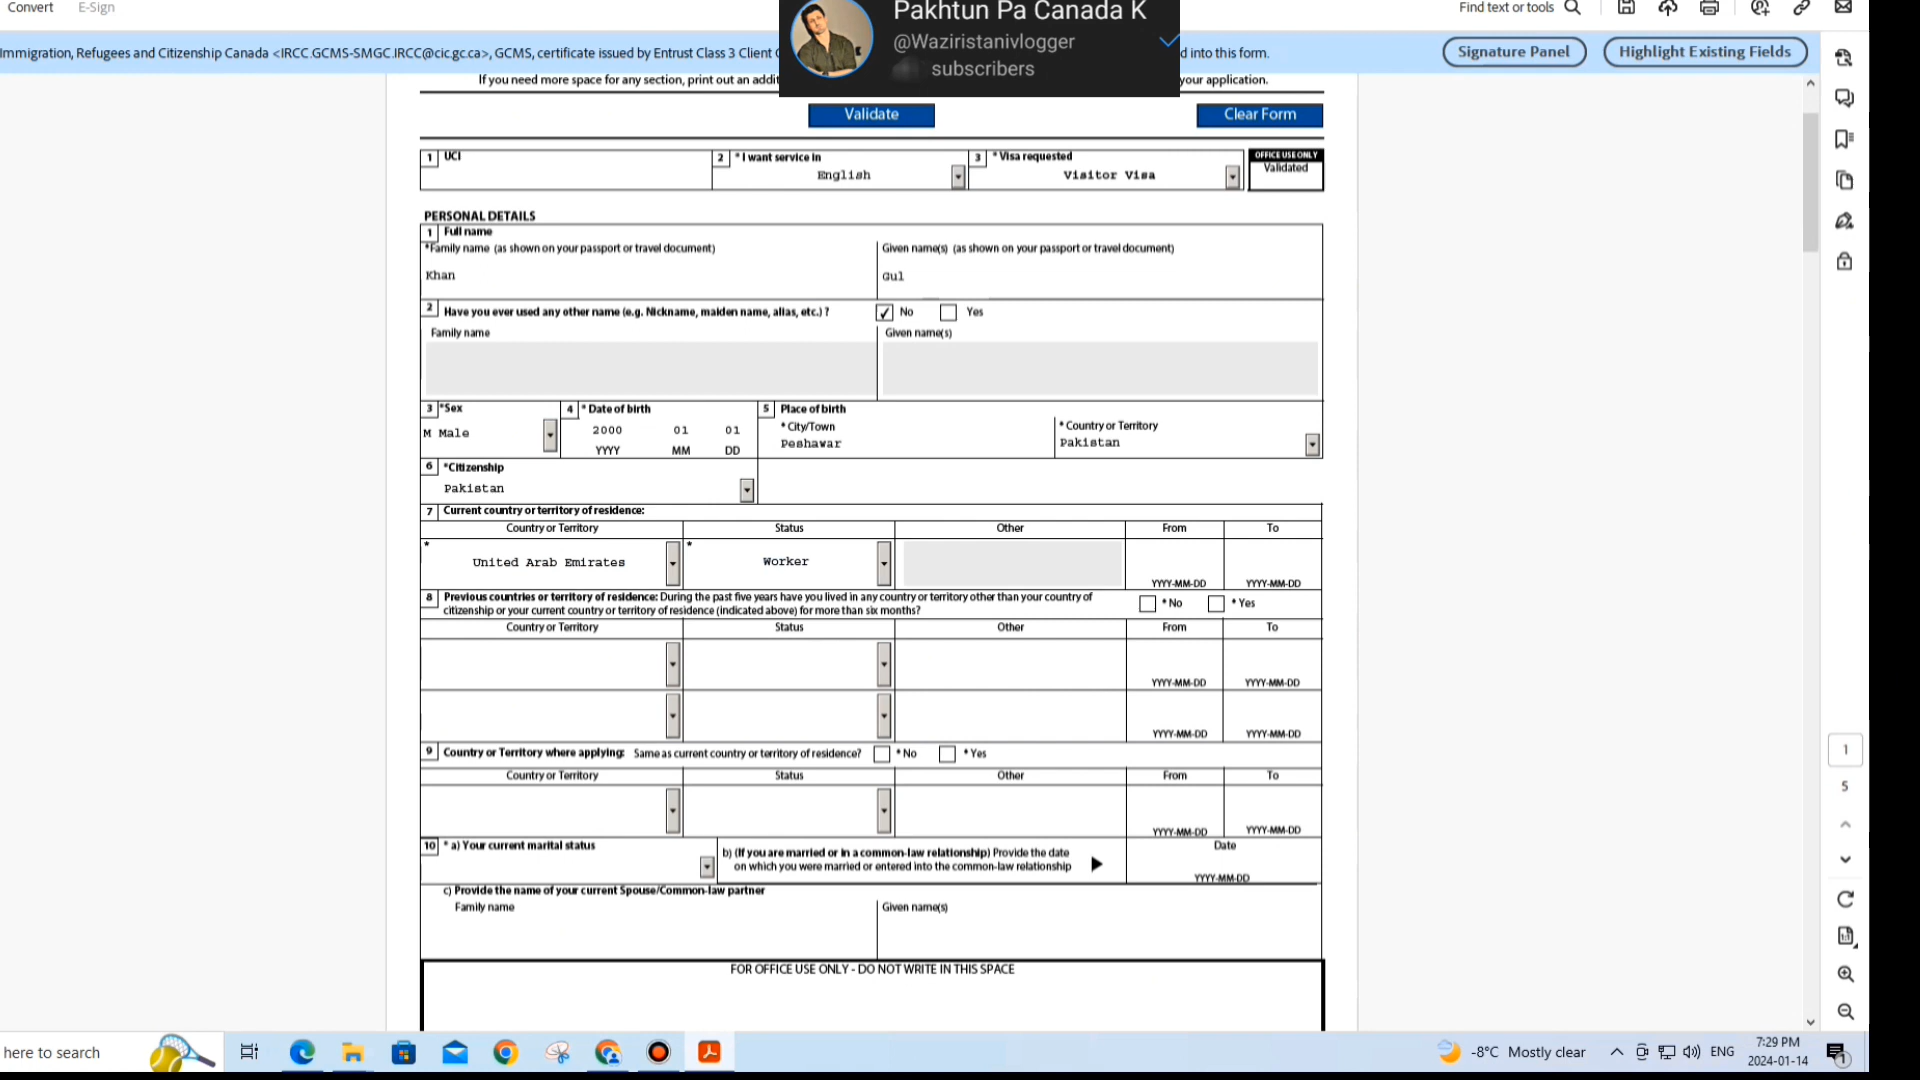 Convert E-Sign
Find text or tools
Pakhtun Pa Canada K
@Waziristanivlogger
subscribers
Immigration, Refugees and Citizenship Canada <IRCC.GCMS-SMGC.IRCC@cic.gc.ca>, GCMS, certificate issued by Entrust Class 3 Client C
d into this form.
Signature Panel Highlight Existing Fields
If you need more space for any section, print out an addit
your application.
Validate Clear Form
1 UCI 2 * I want service in 3 * Visa requested OFFICE USE ONLY
English Visitor Visa Validated
PERSONAL DETAILS
1 Full name
*Family name (as shown on your passport or travel document) Given name(s) (as shown on your passport or travel document)
Khan Gul
2 Have you ever used any other name (e.g. Nickname, maiden name, alias, etc.) ? ✓ No Yes
Family name Given name(s)
3 *Sex 4 * Date of birth 5 Place of birth
* City/Town * Country or Territory
M Male 2000 01 01 Peshawar Pakistan
YYYY MM DD
6 *Citizenship
Pakistan
7 Current country or territory of residence:
Country or Territory Status Other From To
* United Arab Emirates * Worker
YYYY-MM-DD YYYY-MM-DD
8 Previous countries or territory of residence: During the past five years have you lived in any country or territory other than your country of
citizenship or your current country or territory of residence (indicated above) for more than six months? * No * Yes
Country or Territory Status Other From To
YYYY-MM-DD YYYY-MM-DD
YYYY-MM-DD YYYY-MM-DD
9 Country or Territory where applying: Same as current country or territory of residence? * No * Yes
Country or Territory Status Other From To
YYYY-MM-DD YYYY-MM-DD
10 * a) Your current marital status b) (If you are married or in a common-law relationship) Provide the date
on which you were married or entered into the common-law relationship
Date
YYYY-MM-DD
c) Provide the name of your current Spouse/Common-law partner
Family name Given name(s)
FOR OFFICE USE ONLY - DO NOT WRITE IN THIS SPACE
1
5
here to search
-8°C Mostly clear ENG 7:29 PM
2024-01-14
1